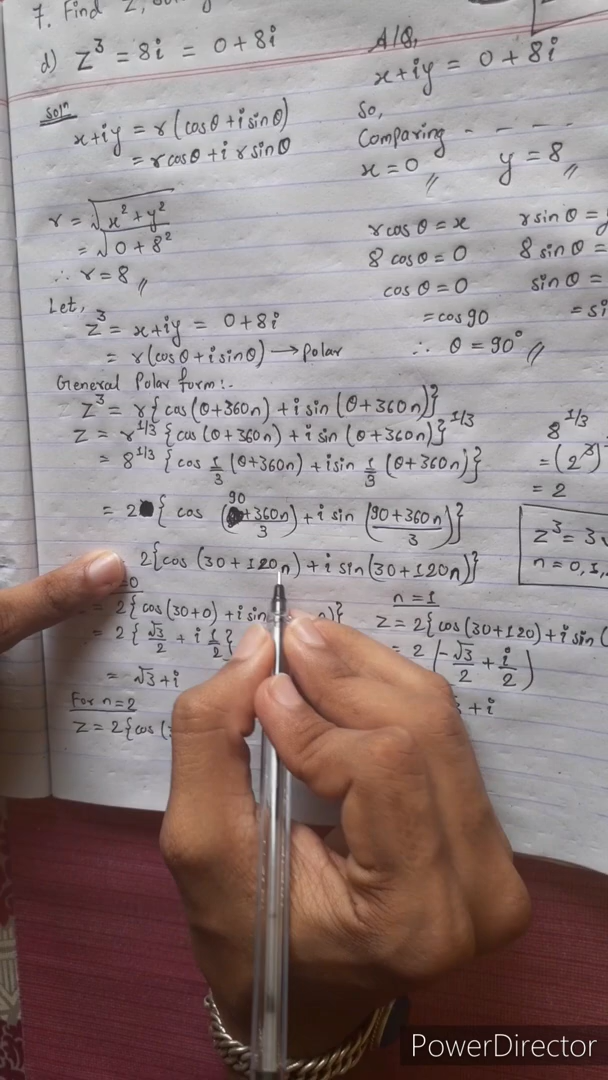 7. Find Z,
d) Z³ = 8i = 0+8i
A/Q,
x+iy = 0+8i
Soln
x+iy = r(cosθ+i sinθ)
= r cosθ + i r sinθ
So,
Comparing - - - -
x=0,, y=8,,
r = √x²+y²
= √0+8²
∴ r=8,,
r cosθ = x r sinθ =
8 cosθ = 0 8 sinθ =
cosθ = 0 sinθ =
= cos 90 = si
∴ θ = 90°,,
Let,
Z³ = x+iy = 0+8i
= r(cosθ+i sinθ) → Polar
General Polar form:-
Z³ = r{cos(θ+360n)+i sin(θ+360n)}
Z = r^1/3 {cos(θ+360n)+i sin(θ+360n)}^1/3
= 8^1/3 {cos 1/3 (θ+360n)+i sin 1/3 (θ+360n)}
8^1/3
= (2³)
= 2
= 2 { cos (90+360n)/3 + i sin (90+360n)/3 }
2{cos (30+120n)+i sin(30+120n)}
Z³ = 3
n = 0, 1,
=0
= 2{cos(30+0)+i sin n)}
= 2{ √3/2 + i 1/2 }
= √3+i
n=1
Z = 2{cos(30+120)+i sin(
= 2 (-√3/2 + i/2)
+ i
For n=2
Z = 2{cos (3
PowerDirector